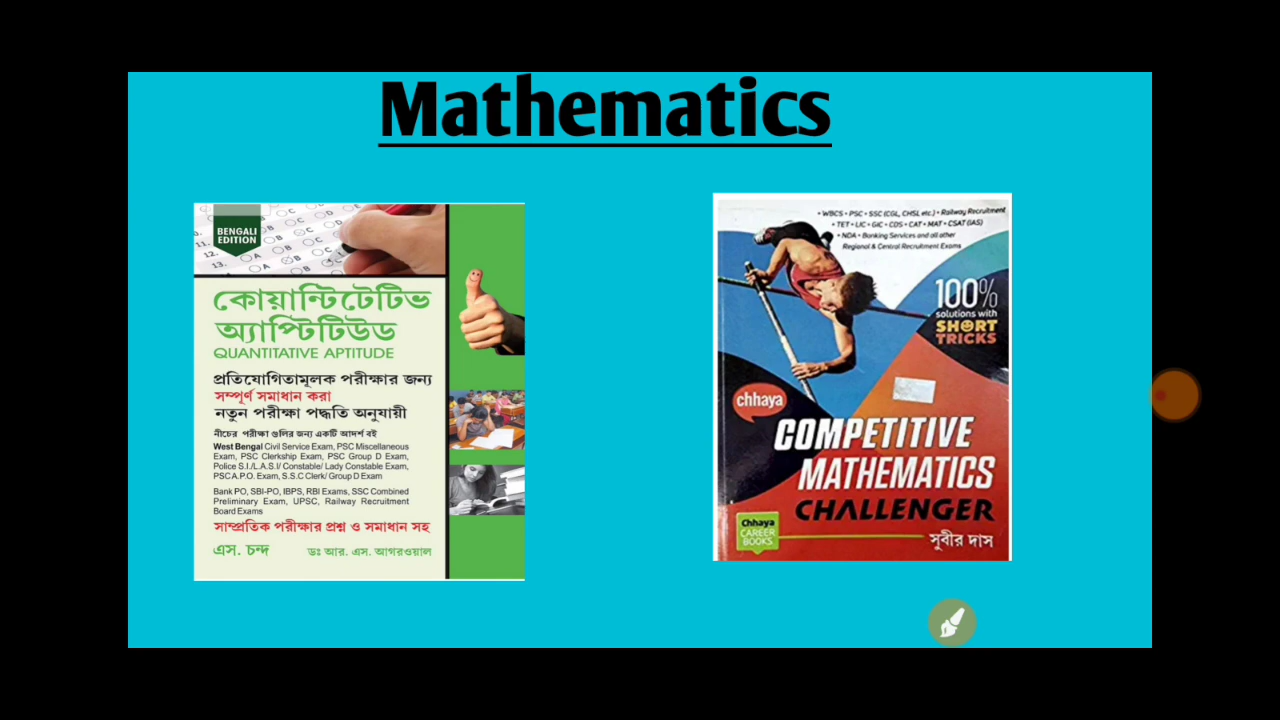 Mathematics
BENGALI
EDITION
কোয়ান্টিটেটিভ
অ্যাপ্টিটিউড
QUANTITATIVE APTITUDE
প্রতিযোগিতামূলক পরীক্ষার জন্য
সম্পূর্ণ সমাধান করা
নতুন পরীক্ষা পদ্ধতি অনুযায়ী
নীচের পরীক্ষা গুলির জন্য একটি আদর্শ বই
West Bengal Civil Service Exam, PSC Miscellaneous
Exam, PSC Clerkship Exam, PSC Group D Exam,
Police S.I./L.A.S.I/ Constable/ Lady Constable Exam,
PSC A.P.O. Exam, S.S.C Clerk/ Group D Exam
Bank PO, SBI-PO, IBPS, RBI Exams, SSC Combined
Preliminary Exam, UPSC, Railway Recruitment
Board Exams
সাম্প্রতিক পরীক্ষার প্রশ্ন ও সমাধান সহ
এস. চন্দ ডঃ আর. এস. আগরওয়াল
• WBCS • PSC • SSC (CGL, CHSL etc.) • Railway Recruitment
• TET • LIC • GIC • CDS • CAT • MAT • CSAT (IAS)
• NDA • Banking Services and all other
Regional & Central Recruitment Exams
100%
solutions with
SHORT
TRICKS
chhaya
COMPETITIVE
MATHEMATICS
CHALLENGER
Chhaya
CAREER
BOOKS
সুবীর দাস